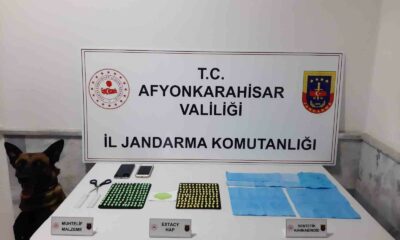 T.C.
AFYONKARAHİSAR
VALİLİĞİ
İL JANDARMA KOMUTANLIĞI
MUHTELİF
MALZEME
EXTACY
HAP
SENTETİK
KANNABİNOİD